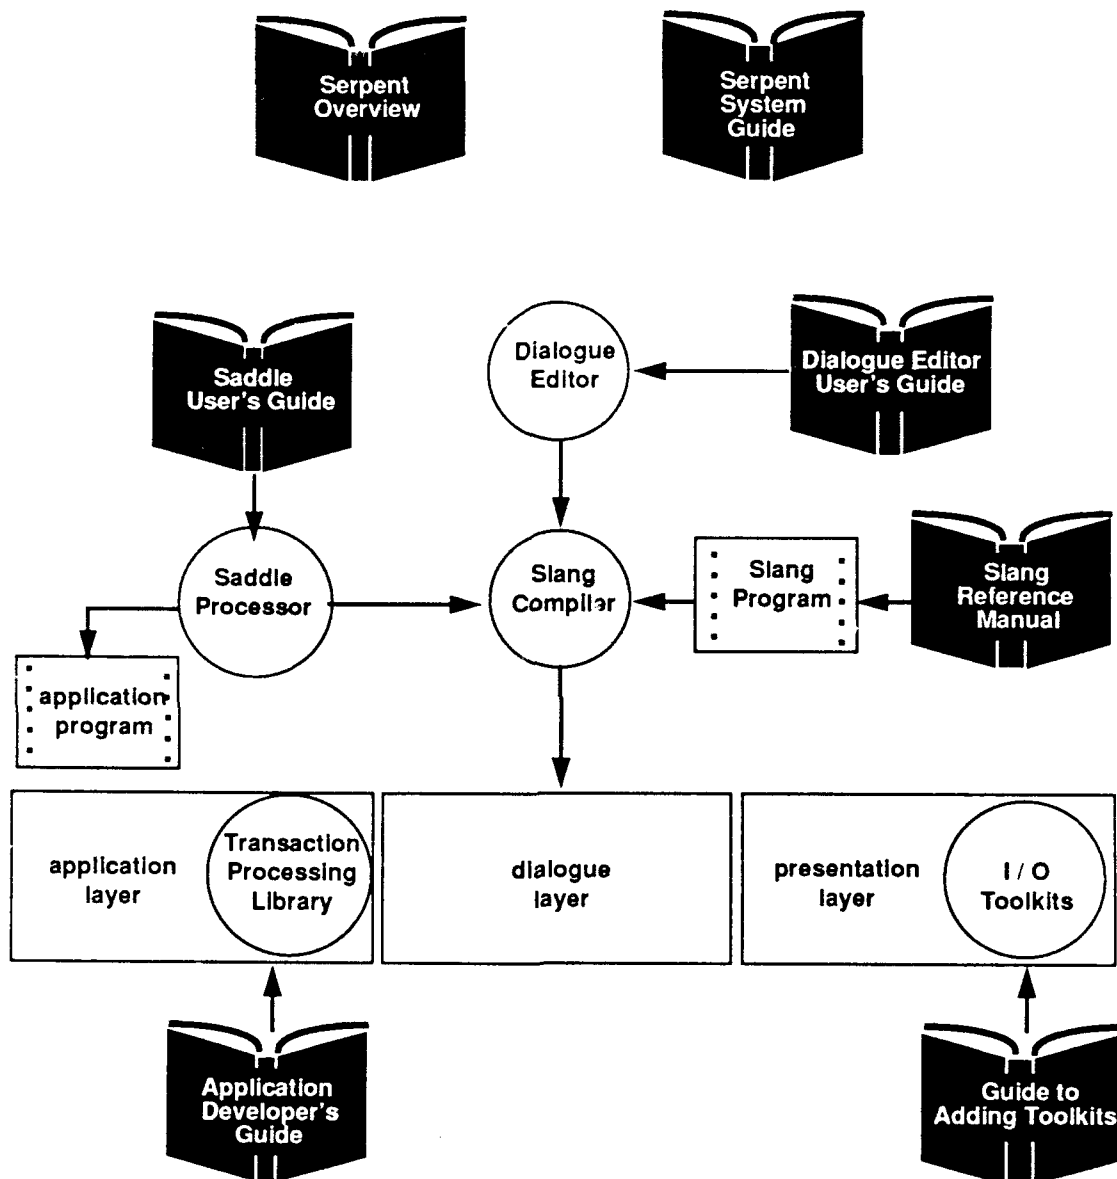 Serpent
Overview
Serpent
System
Guide
Saddle
User's Guide
Dialogue
Editor
Dialogue Editor
User's Guide
Saddle
Processor
Slang
Compiler
Slang
Program
Slang
Reference
Manual
application
program
application
layer
Transaction
Processing
Library
dialogue
layer
presentation
layer
I / O
Toolkits
Application
Developer's
Guide
Guide to
Adding Toolkits